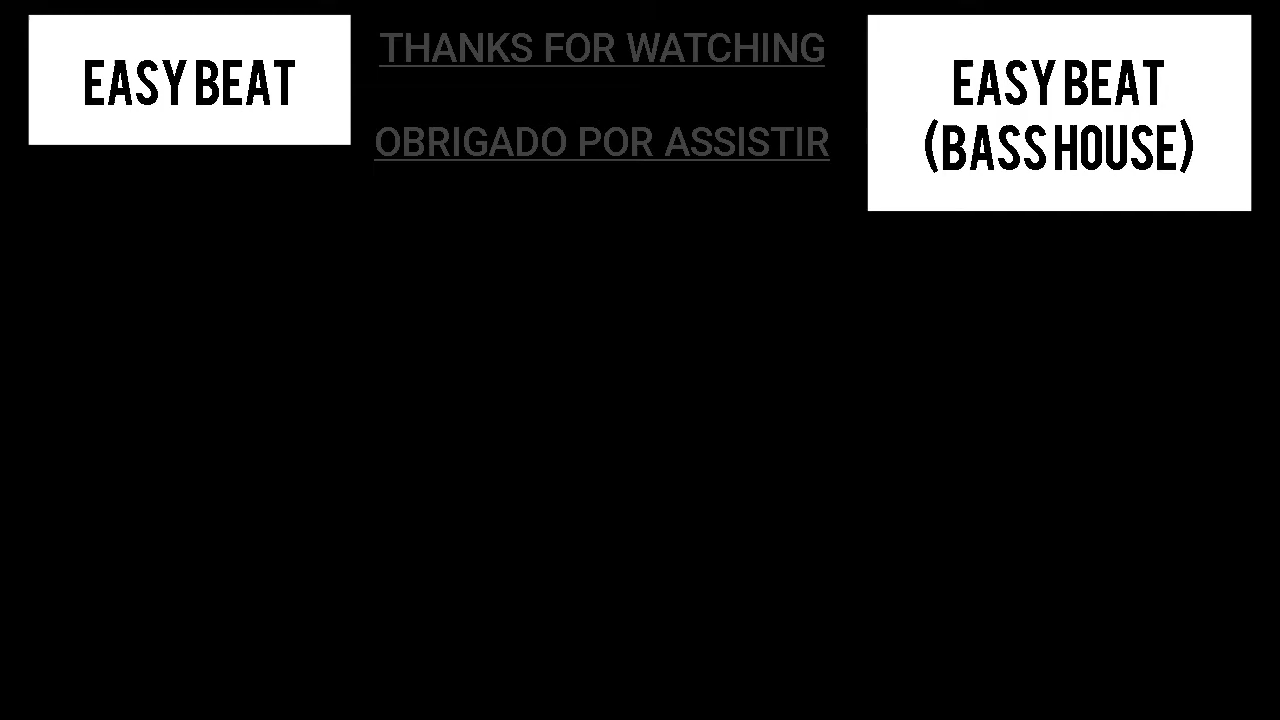 EASY BEAT
THANKS FOR WATCHING
OBRIGADO POR ASSISTIR
EASY BEAT
(BASS HOUSE)